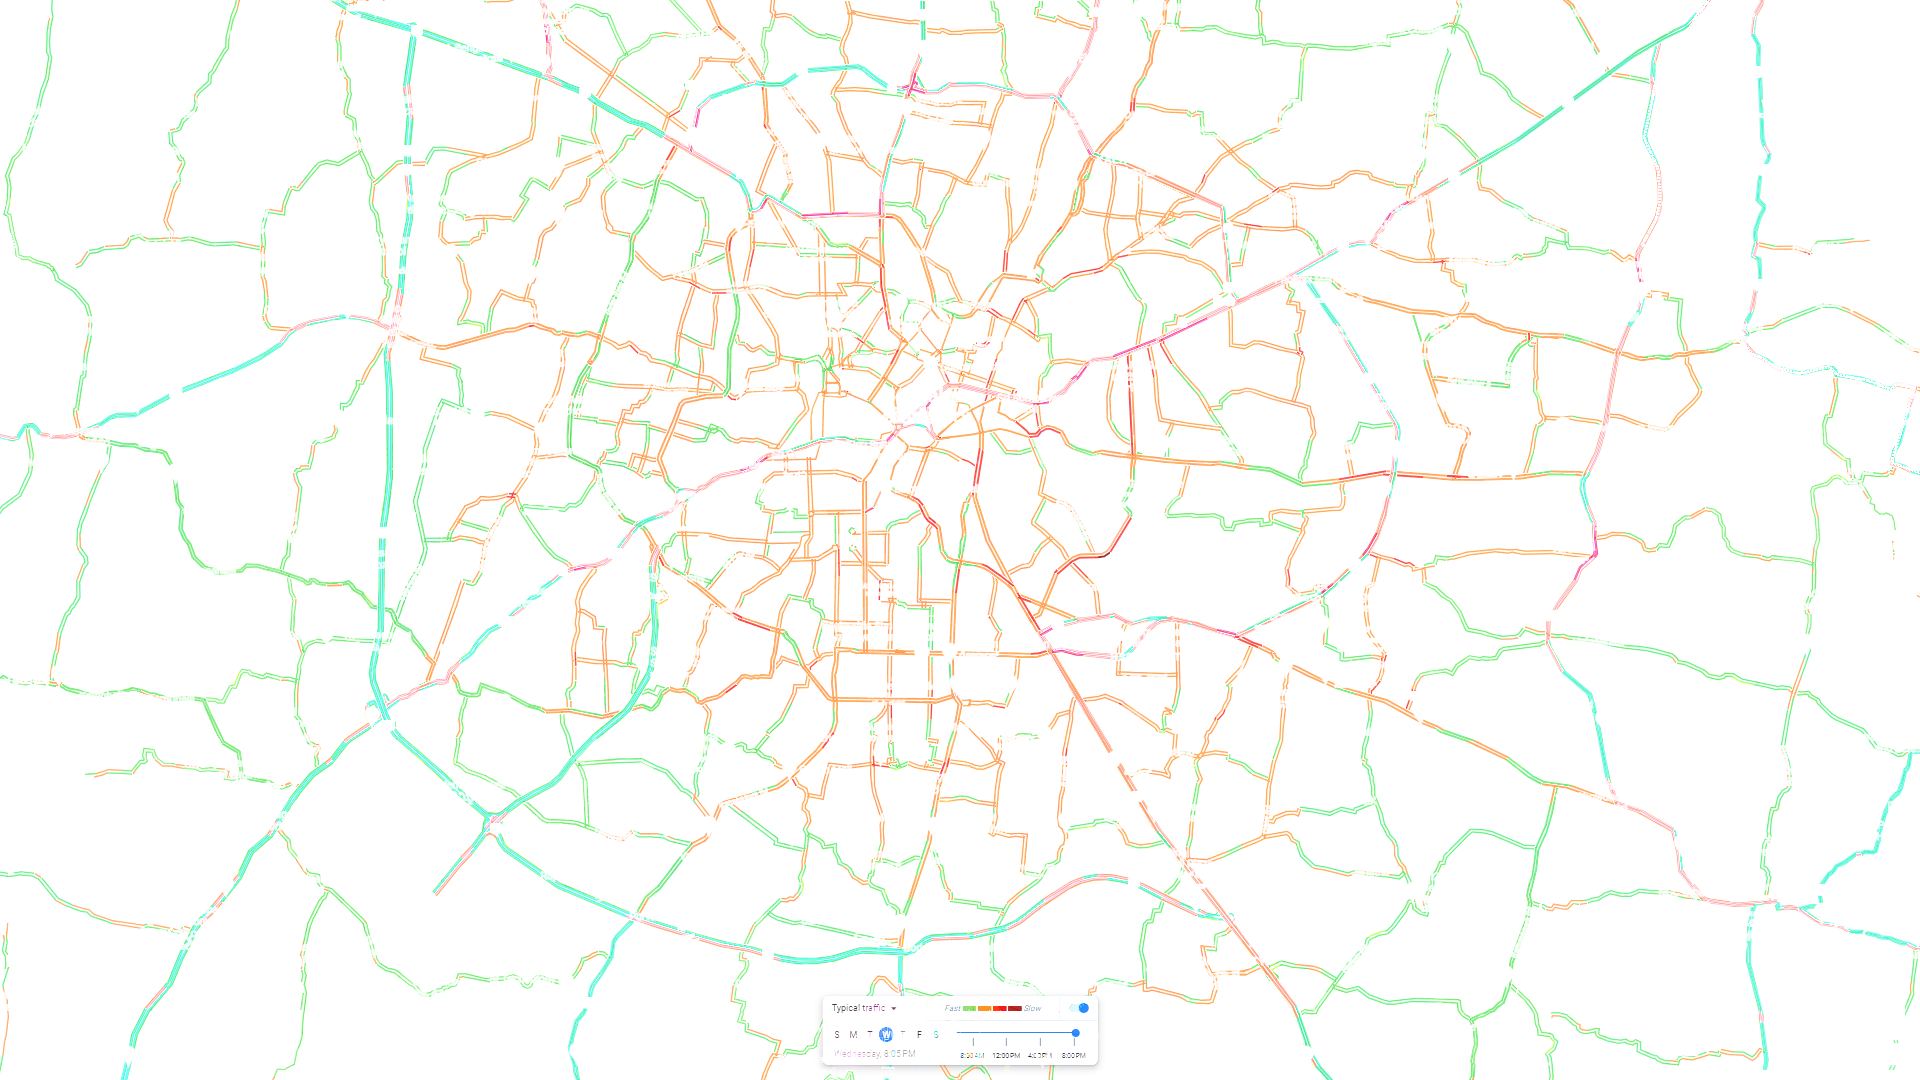 Typical traffic
Fast Slow
S M T W T F S
Wednesday, 8:05 PM
8:00 AM 12:00 PM 4:00 PM 8:00 PM